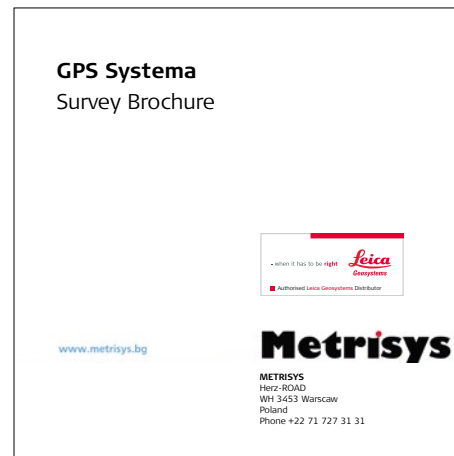 GPS Systema
Survey Brochure
- when it has to be right
Leica
Geosystems
Authorised Leica Geosystems Distributor
www.metrisys.bg
Metrisys
METRISYS
Herz-ROAD
WH 3453 Warscaw
Poland
Phone +22 71 727 31 31